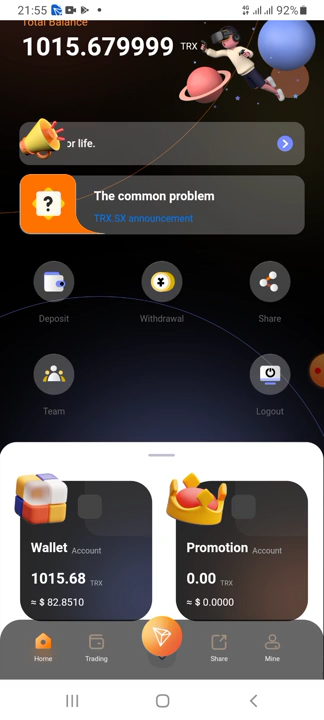 21:55
4G
92%
Total Balance
1015.679999 TRX
or life.
The common problem
TRX.SX announcement
Deposit
Withdrawal
Share
Team
Logout
Wallet Account
1015.68 TRX
≈ $ 82.8510
Promotion Account
0.00 TRX
≈ $ 0.0000
Home
Trading
Share
Mine